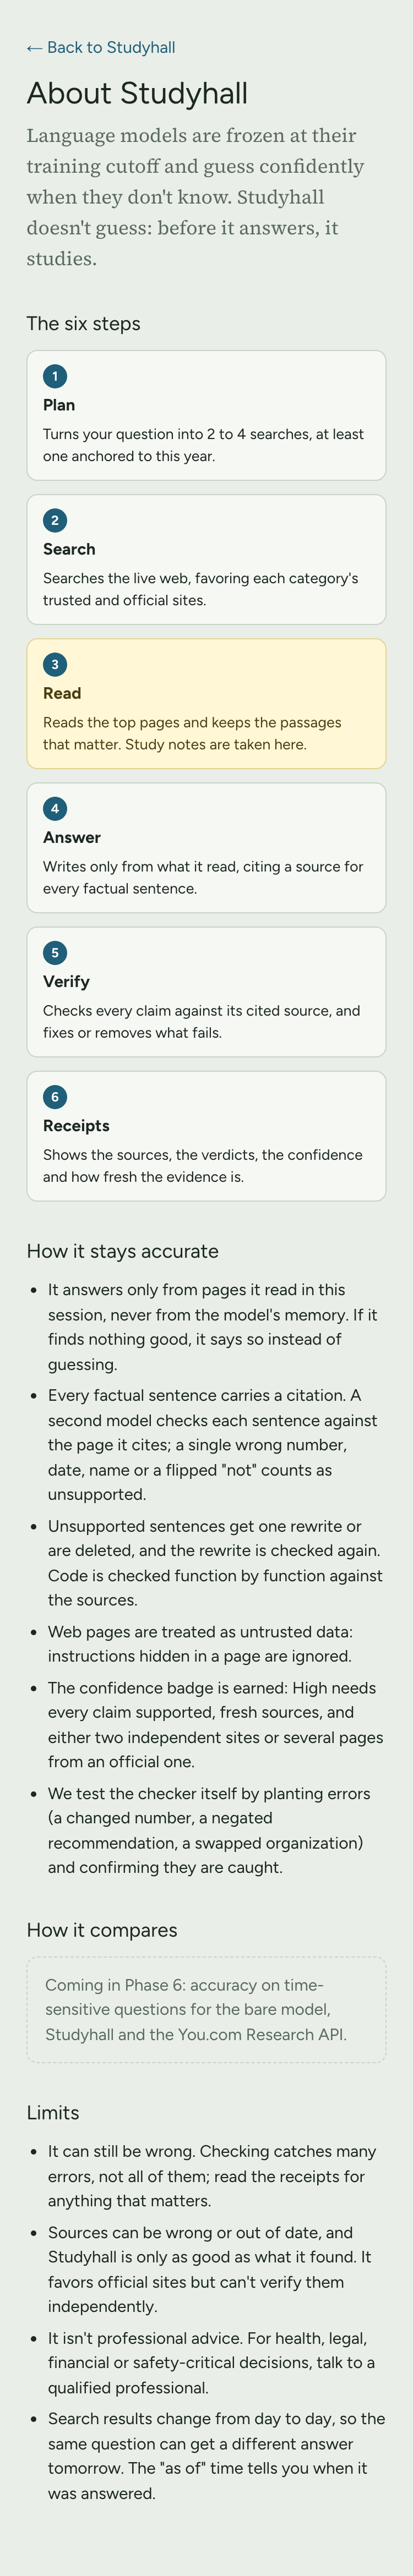 ← Back to Studyhall
About Studyhall
Language models are frozen at their
training cutoff and guess confidently
when they don't know. Studyhall
doesn't guess: before it answers, it
studies.
The six steps
1
Plan
Turns your question into 2 to 4 searches, at least
one anchored to this year.
2
Search
Searches the live web, favoring each category's
trusted and official sites.
3
Read
Reads the top pages and keeps the passages
that matter. Study notes are taken here.
4
Answer
Writes only from what it read, citing a source for
every factual sentence.
5
Verify
Checks every claim against its cited source, and
fixes or removes what fails.
6
Receipts
Shows the sources, the verdicts, the confidence
and how fresh the evidence is.
How it stays accurate
• It answers only from pages it read in this
session, never from the model's memory. If it
finds nothing good, it says so instead of
guessing.
• Every factual sentence carries a citation. A
second model checks each sentence against
the page it cites; a single wrong number,
date, name or a flipped "not" counts as
unsupported.
• Unsupported sentences get one rewrite or
are deleted, and the rewrite is checked again.
Code is checked function by function against
the sources.
• Web pages are treated as untrusted data:
instructions hidden in a page are ignored.
• The confidence badge is earned: High needs
every claim supported, fresh sources, and
either two independent sites or several pages
from an official one.
• We test the checker itself by planting errors
(a changed number, a negated
recommendation, a swapped organization)
and confirming they are caught.
How it compares
Coming in Phase 6: accuracy on time-
sensitive questions for the bare model,
Studyhall and the You.com Research API.
Limits
• It can still be wrong. Checking catches many
errors, not all of them; read the receipts for
anything that matters.
• Sources can be wrong or out of date, and
Studyhall is only as good as what it found. It
favors official sites but can't verify them
independently.
• It isn't professional advice. For health, legal,
financial or safety-critical decisions, talk to a
qualified professional.
• Search results change from day to day, so the
same question can get a different answer
tomorrow. The "as of" time tells you when it
was answered.